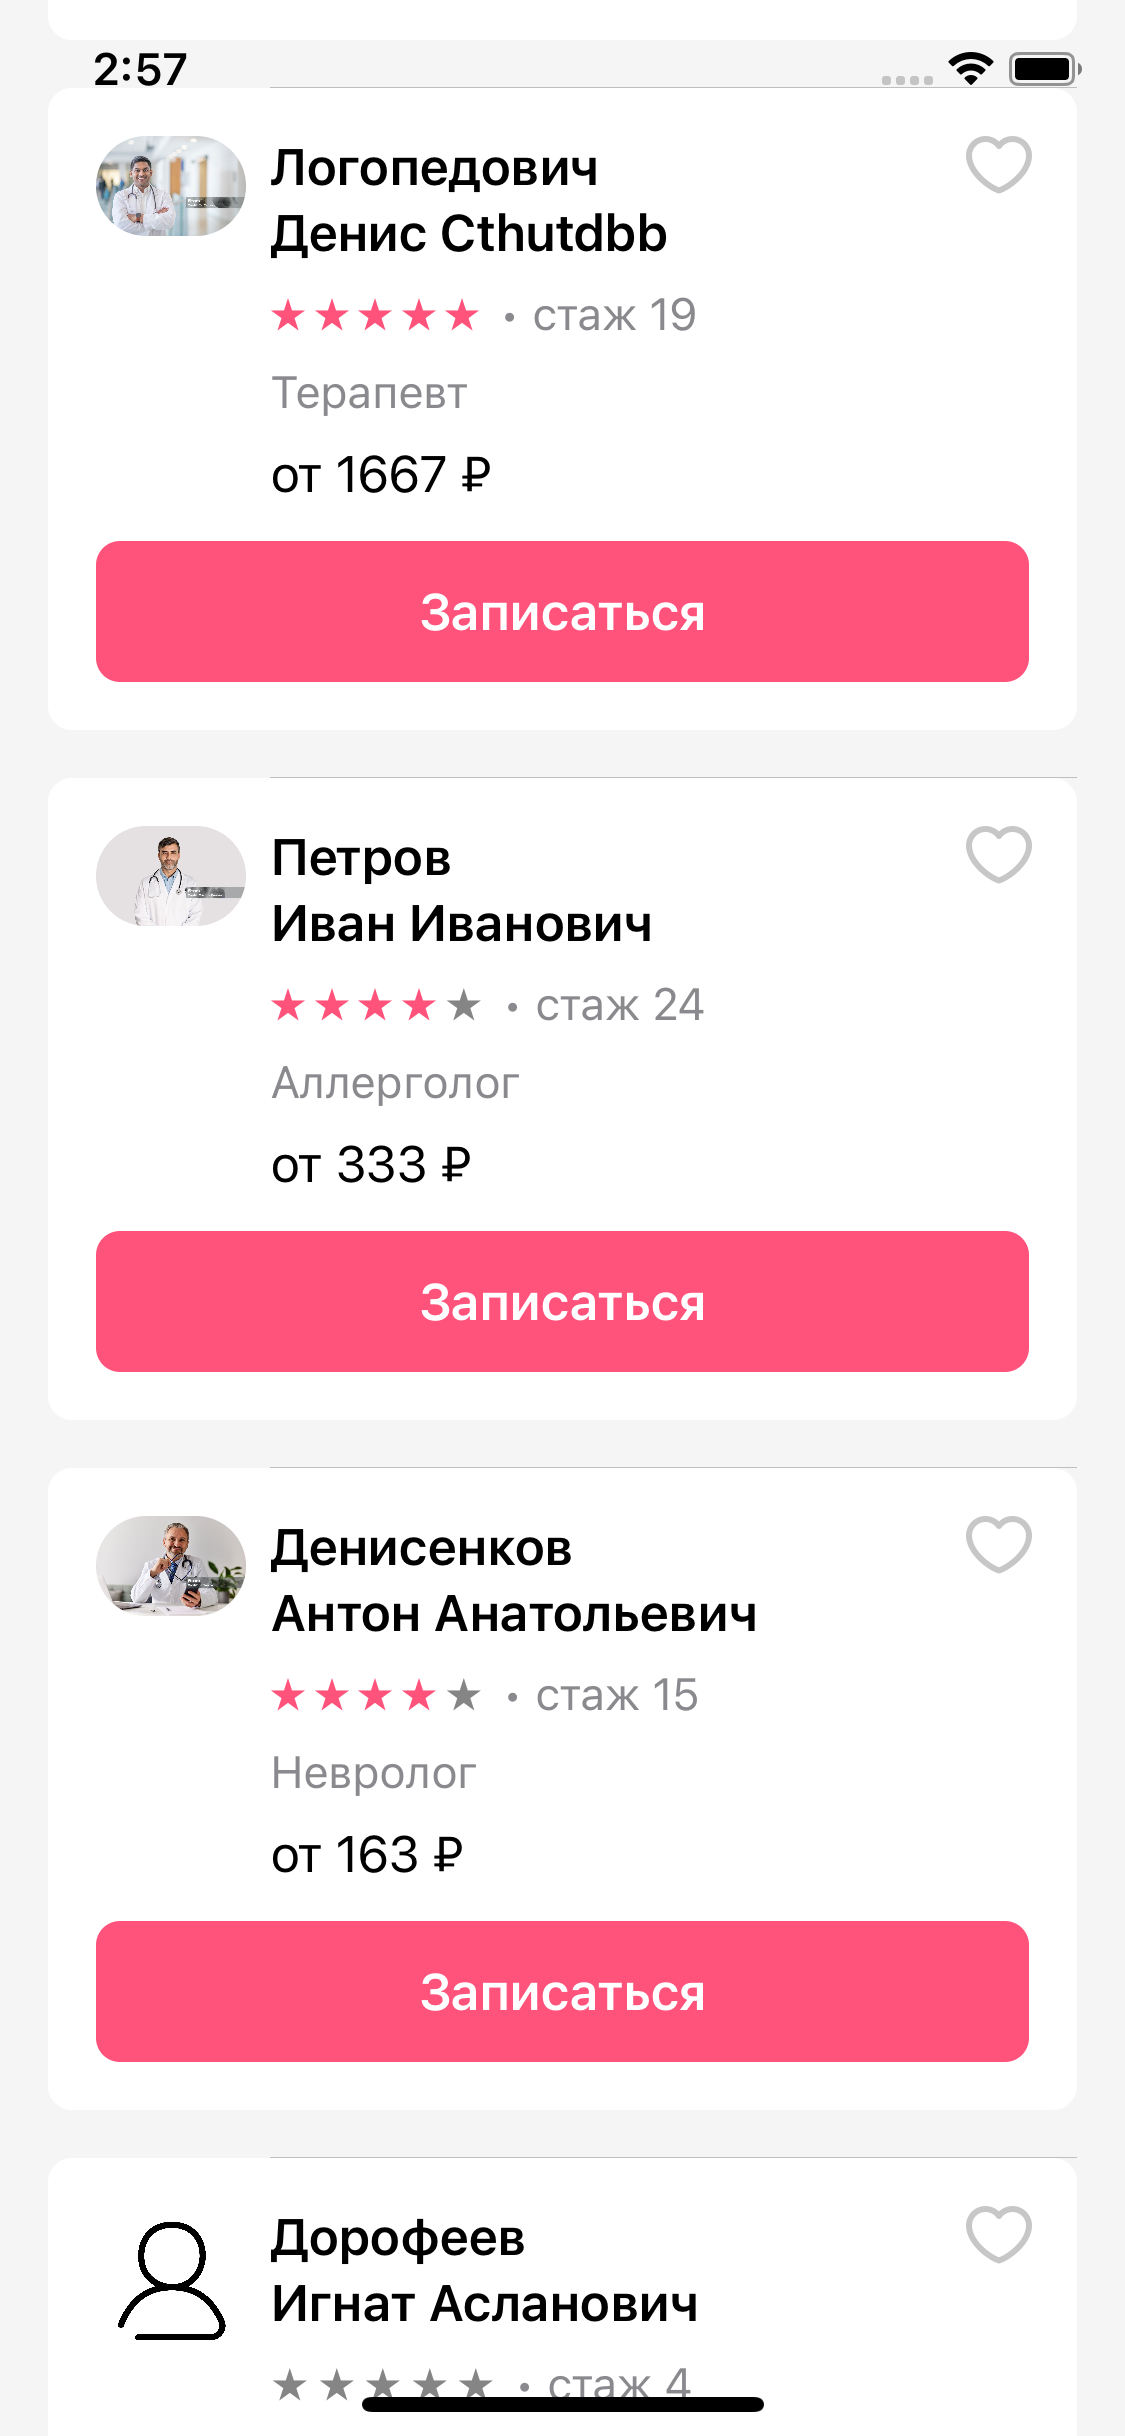 2:57
Логопедович
Денис Cthutdbb
★★★★★ • стаж 19
Терапевт
от 1667 ₽
Записаться
Петров
Иван Иванович
★★★★★ • стаж 24
Аллерголог
от 333 ₽
Записаться
Денисенков
Антон Анатольевич
★★★★★ • стаж 15
Невролог
от 163 ₽
Записаться
Дорофеев
Игнат Асланович
★★★★★ • стаж 4